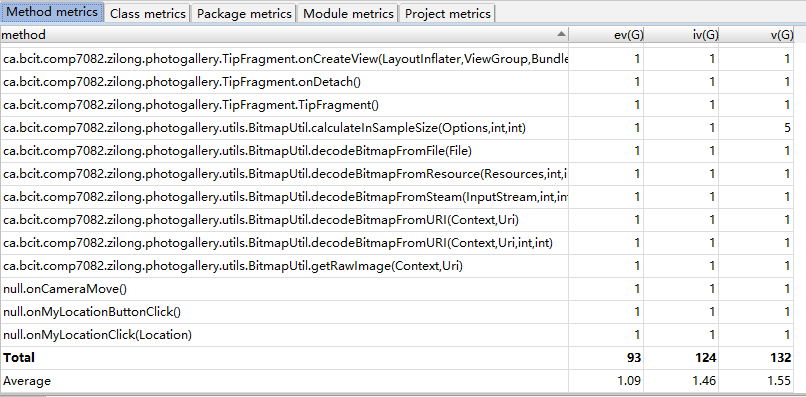 Method metrics Class metrics Package metrics Module metrics Project metrics
method ev(G) iv(G) v(G)
ca.bcit.comp7082.zilong.photogallery.TipFragment.onCreateView(LayoutInflater,ViewGroup,Bundle 1 1 1
ca.bcit.comp7082.zilong.photogallery.TipFragment.onDetach() 1 1 1
ca.bcit.comp7082.zilong.photogallery.TipFragment.TipFragment() 1 1 1
ca.bcit.comp7082.zilong.photogallery.utils.BitmapUtil.calculateInSampleSize(Options,int,int) 1 1 5
ca.bcit.comp7082.zilong.photogallery.utils.BitmapUtil.decodeBitmapFromFile(File) 1 1 1
ca.bcit.comp7082.zilong.photogallery.utils.BitmapUtil.decodeBitmapFromResource(Resources,int,i 1 1 1
ca.bcit.comp7082.zilong.photogallery.utils.BitmapUtil.decodeBitmapFromSteam(InputStream,int,int 1 1 1
ca.bcit.comp7082.zilong.photogallery.utils.BitmapUtil.decodeBitmapFromURI(Context,Uri) 1 1 1
ca.bcit.comp7082.zilong.photogallery.utils.BitmapUtil.decodeBitmapFromURI(Context,Uri,int,int) 1 1 1
ca.bcit.comp7082.zilong.photogallery.utils.BitmapUtil.getRawImage(Context,Uri) 1 1 1
null.onCameraMove() 1 1 1
null.onMyLocationButtonClick() 1 1 1
null.onMyLocationClick(Location) 1 1 1
Total 93 124 132
Average 1.09 1.46 1.55